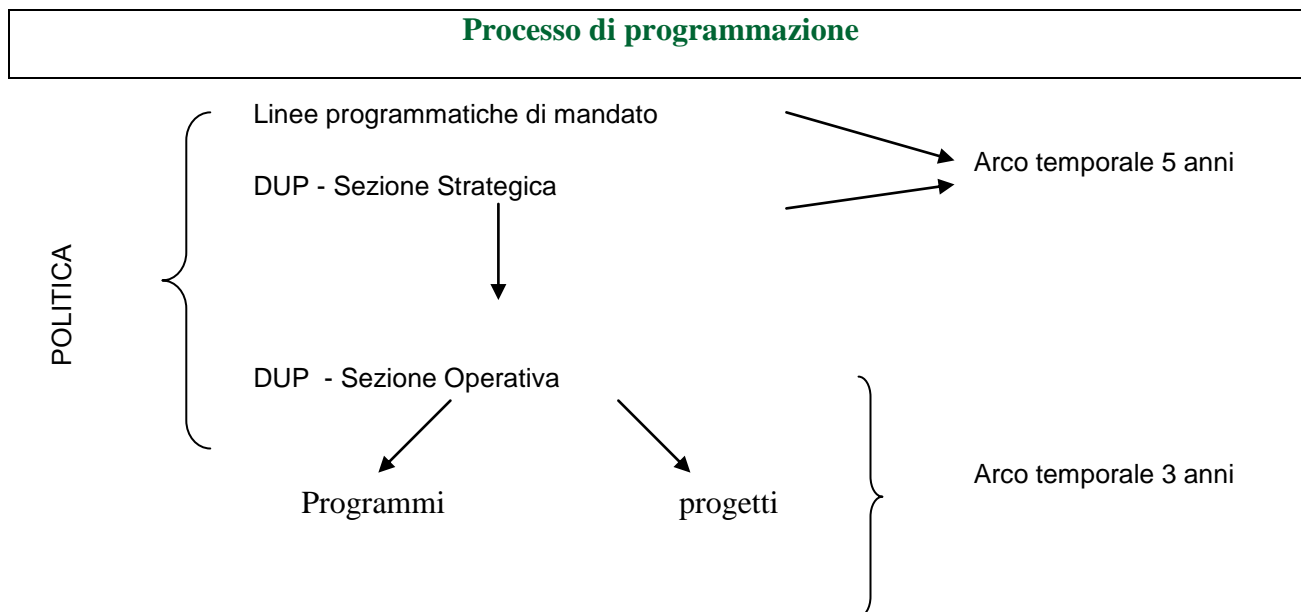 Processo di programmazione
Linee programmatiche di mandato
Arco temporale 5 anni
DUP - Sezione Strategica
POLITICA
DUP - Sezione Operativa
Arco temporale 3 anni
Programmi
progetti